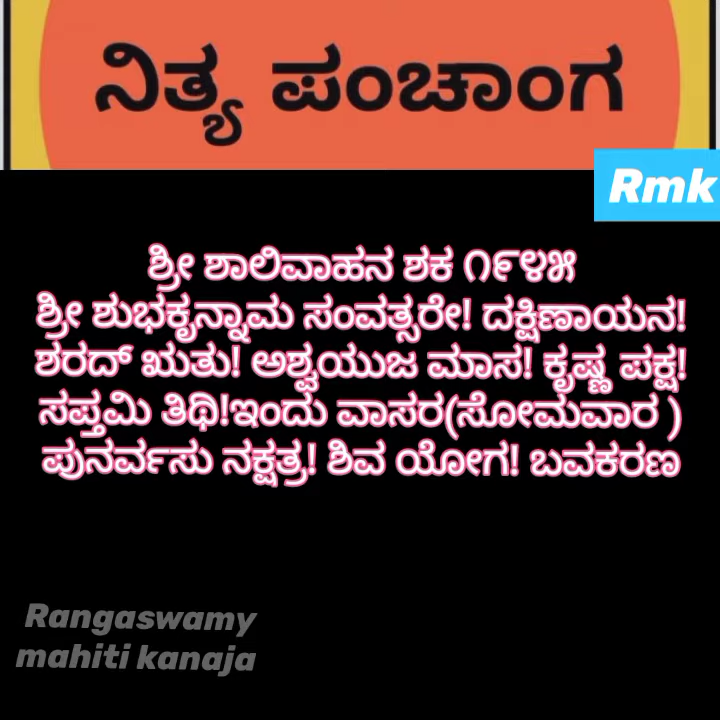 ನಿತ್ಯ ಪಂಚಾಂಗ
Rmk
ಶ್ರೀ ಶಾಲಿವಾಹನ ಶಕ ೧೯೪೫
ಶ್ರೀ ಶುಭಕೃನ್ನಾಮ ಸಂವತ್ಸರೇ! ದಕ್ಷಿಣಾಯನ!
ಶರದ್ ಋತು! ಅಶ್ವಯುಜ ಮಾಸ! ಕೃಷ್ಣ ಪಕ್ಷ!
ಸಪ್ತಮಿ ತಿಥಿ!ಇಂದು ವಾಸರ(ಸೋಮವಾರ )
ಪುನರ್ವಸು ನಕ್ಷತ್ರ! ಶಿವ ಯೋಗ! ಬವಕರಣ
Rangaswamy
mahiti kanaja